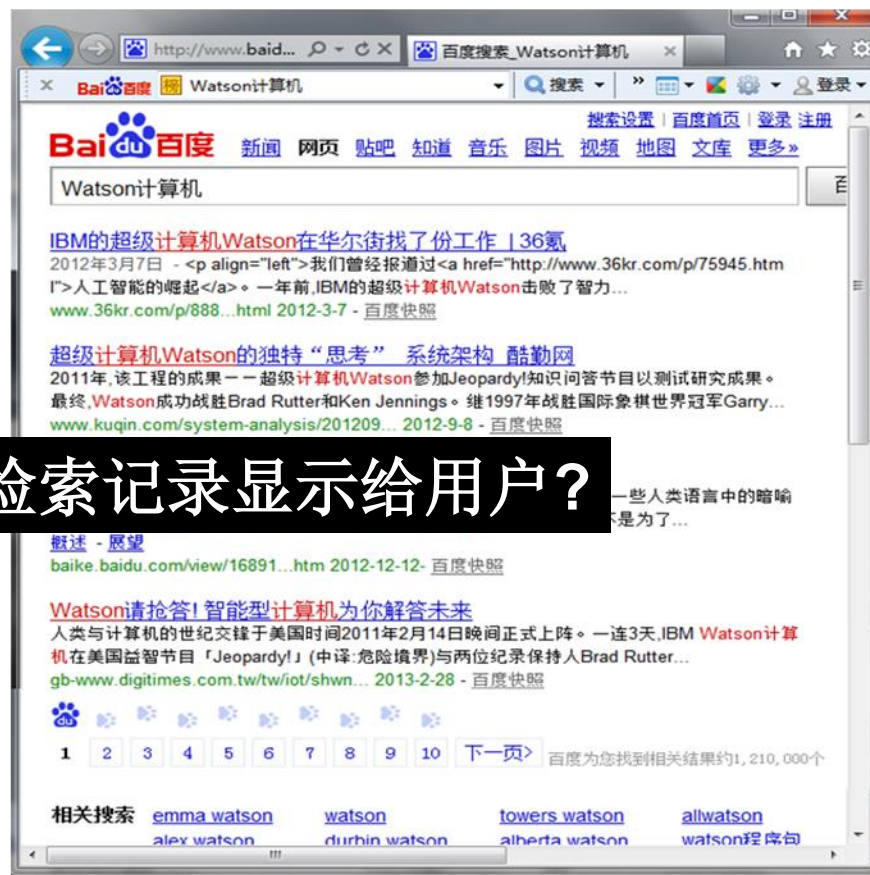 http://www.baid... 百度搜索_Watson计算机
Bai百度 榜 Watson计算机 搜索 登录
搜索设置 | 百度首页 | 登录 注册
Bai du 百度 新闻 网页 贴吧 知道 音乐 图片 视频 地图 文库 更多»
Watson计算机
IBM的超级计算机Watson在华尔街找了份工作 | 36氪
2012年3月7日 - <p align="left">我们曾经报道过<a href="http://www.36kr.com/p/75945.htm
l">人工智能的崛起</a>。一年前,IBM的超级计算机Watson击败了智力...
www.36kr.com/p/888...html 2012-3-7 - 百度快照
超级计算机Watson的独特“思考” 系统架构 酷勤网
2011年,该工程的成果——超级计算机Watson参加Jeopardy!知识问答节目以测试研究成果。
最终,Watson成功战胜Brad Rutter和Ken Jennings。继1997年战胜国际象棋世界冠军Garry...
www.kuqin.com/system-analysis/201209... 2012-9-8 - 百度快照
索记录显示给用户?
一些人类语言中的暗喻
是为了...
概述 - 展望
baike.baidu.com/view/16891...htm 2012-12-12- 百度快照
Watson请抢答! 智能型计算机为你解答未来
人类与计算机的世纪交锋于美国时间2011年2月14日晚间正式上阵。一连3天,IBM Watson计算
机在美国益智节目「Jeopardy!」(中译:危险境界)与两位纪录保持人Brad Rutter...
gb-www.digitimes.com.tw/tw/iot/shwn... 2013-2-28 - 百度快照
du
1 2 3 4 5 6 7 8 9 10 下一页> 百度为您找到相关结果约1,210,000个
相关搜索 emma watson watson towers watson allwatson
alex watson durbin watson alberta watson watson程序包